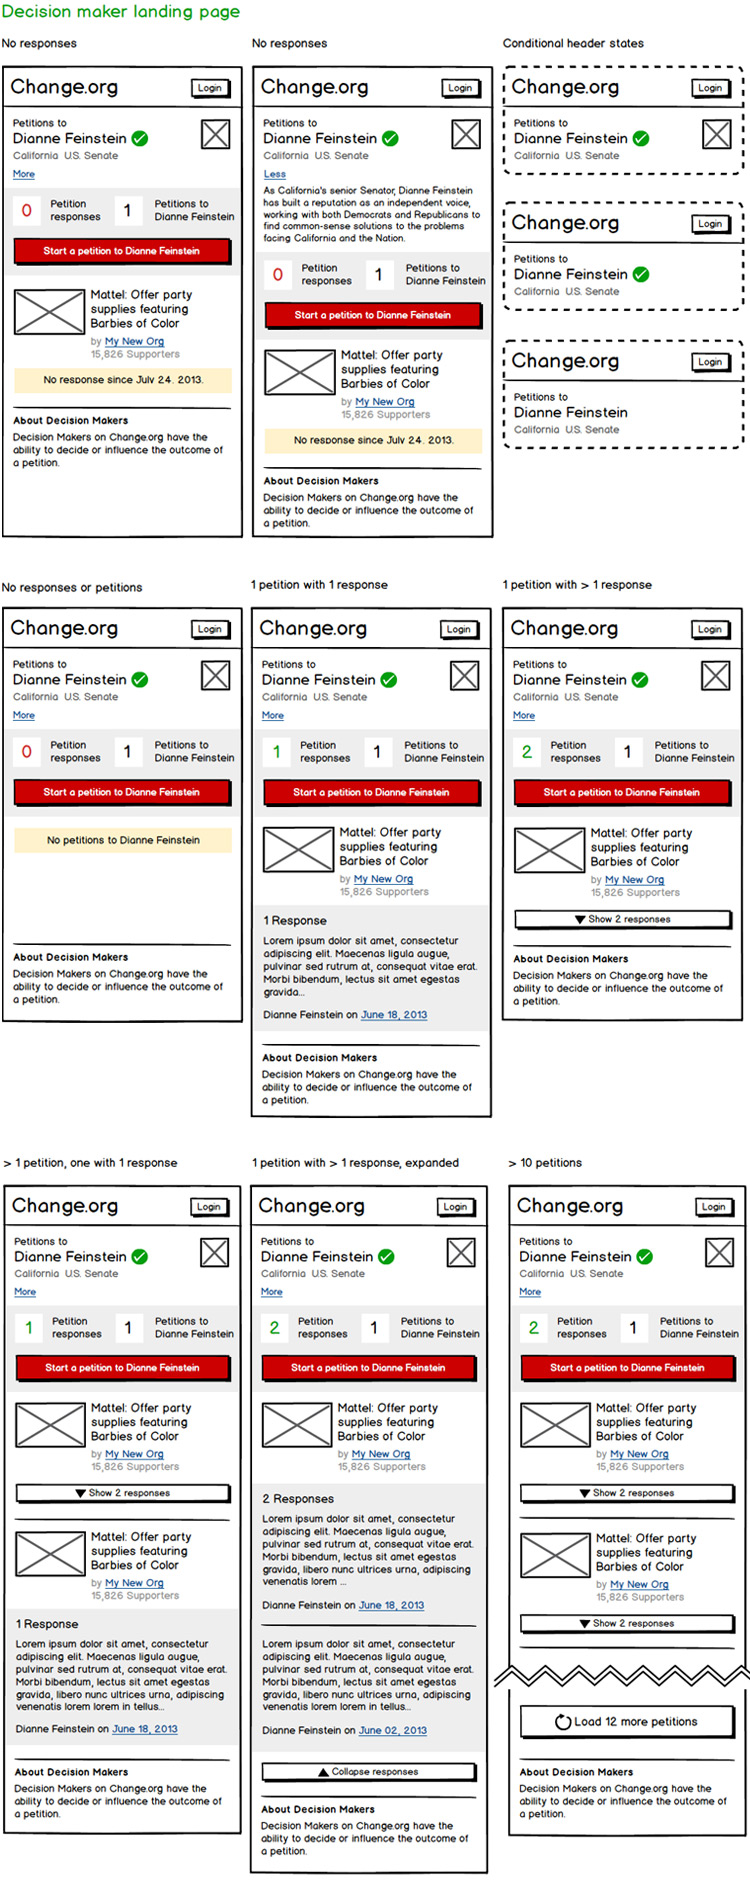 Decision maker landing page
No responses
Change.org
Login
Petitions to
Dianne Feinstein
California U.S. Senate
More
0 Petition responses 1 Petitions to Dianne Feinstein
Start a petition to Dianne Feinstein
Mattel: Offer party
supplies featuring
Barbies of Color
by My New Org
15,826 Supporters
No response since July 24, 2013.
About Decision Makers
Decision Makers on Change.org have the
ability to decide or influence the outcome of
a petition.
No responses
Change.org
Login
Petitions to
Dianne Feinstein
California U.S. Senate
Less
As California's senior Senator, Dianne Feinstein
has built a reputation as an independent voice,
working with both Democrats and Republicans to
find common-sense solutions to the problems
facing California and the Nation.
0 Petition responses 1 Petitions to Dianne Feinstein
Start a petition to Dianne Feinstein
Mattel: Offer party
supplies featuring
Barbies of Color
by My New Org
15,826 Supporters
No response since July 24, 2013.
About Decision Makers
Decision Makers on Change.org have the
ability to decide or influence the outcome of
a petition.
Conditional header states
Change.org
Login
Petitions to
Dianne Feinstein
California U.S. Senate
Change.org
Login
Petitions to
Dianne Feinstein
California U.S. Senate
Change.org
Login
Petitions to
Dianne Feinstein
California U.S. Senate
No responses or petitions
Change.org
Login
Petitions to
Dianne Feinstein
California U.S. Senate
More
0 Petition responses 1 Petitions to Dianne Feinstein
Start a petition to Dianne Feinstein
No petitions to Dianne Feinstein
About Decision Makers
Decision Makers on Change.org have the
ability to decide or influence the outcome of
a petition.
1 petition with 1 response
Change.org
Login
Petitions to
Dianne Feinstein
California U.S. Senate
More
1 Petition responses 1 Petitions to Dianne Feinstein
Start a petition to Dianne Feinstein
Mattel: Offer party
supplies featuring
Barbies of Color
by My New Org
15,826 Supporters
1 Response
Lorem ipsum dolor sit amet, consectetur
adipiscing elit. Maecenas ligula augue,
pulvinar sed rutrum at, consequat vitae erat.
Morbi bibendum, lectus sit amet egestas
gravida...
Dianne Feinstein on June 18, 2013
About Decision Makers
Decision Makers on Change.org have the
ability to decide or influence the outcome of
a petition.
1 petition with > 1 response
Change.org
Login
Petitions to
Dianne Feinstein
California U.S. Senate
More
2 Petition responses 1 Petitions to Dianne Feinstein
Start a petition to Dianne Feinstein
Mattel: Offer party
supplies featuring
Barbies of Color
by My New Org
15,826 Supporters
Show 2 responses
About Decision Makers
Decision Makers on Change.org have the
ability to decide or influence the outcome of
a petition.
> 1 petition, one with 1 response
Change.org
Login
Petitions to
Dianne Feinstein
California U.S. Senate
More
1 Petition responses 1 Petitions to Dianne Feinstein
Start a petition to Dianne Feinstein
Mattel: Offer party
supplies featuring
Barbies of Color
by My New Org
15,826 Supporters
Show 2 responses
Mattel: Offer party
supplies featuring
Barbies of Color
by My New Org
15,826 Supporters
1 Response
Lorem ipsum dolor sit amet, consectetur
adipiscing elit. Maecenas ligula augue,
pulvinar sed rutrum at, consequat vitae erat.
Morbi bibendum, lectus sit amet egestas
gravida, libero nunc ultrices urna, adipiscing
venenatis lorem lorem in tellus...
Dianne Feinstein on June 18, 2013
About Decision Makers
Decision Makers on Change.org have the
ability to decide or influence the outcome of
a petition.
1 petition with > 1 response, expanded
Change.org
Login
Petitions to
Dianne Feinstein
California U.S. Senate
More
2 Petition responses 1 Petitions to Dianne Feinstein
Start a petition to Dianne Feinstein
Mattel: Offer party
supplies featuring
Barbies of Color
by My New Org
15,826 Supporters
2 Responses
Lorem ipsum dolor sit amet, consectetur
adipiscing elit. Maecenas ligula augue,
pulvinar sed rutrum at, consequat vitae erat.
Morbi bibendum, lectus sit amet egestas
gravida, libero nunc ultrices urna, adipiscing
venenatis lorem ...
Dianne Feinstein on June 18, 2013
Lorem ipsum dolor sit amet, consectetur
adipiscing elit. Maecenas ligula augue,
pulvinar sed rutrum at, consequat vitae erat.
Morbi bibendum, lectus sit amet egestas
gravida, libero nunc ultrices urna, adipiscing
venenatis lorem in tellus...
Dianne Feinstein on June 02, 2013
Collapse responses
About Decision Makers
Decision Makers on Change.org have the
ability to decide or influence the outcome of
a petition.
> 10 petitions
Change.org
Login
Petitions to
Dianne Feinstein
California U.S. Senate
More
2 Petition responses 1 Petitions to Dianne Feinstein
Start a petition to Dianne Feinstein
Mattel: Offer party
supplies featuring
Barbies of Color
by My New Org
15,826 Supporters
Show 2 responses
Mattel: Offer party
supplies featuring
Barbies of Color
by My New Org
15,826 Supporters
Show 2 responses
Load 12 more petitions
About Decision Makers
Decision Makers on Change.org have the
ability to decide or influence the outcome of
a petition.